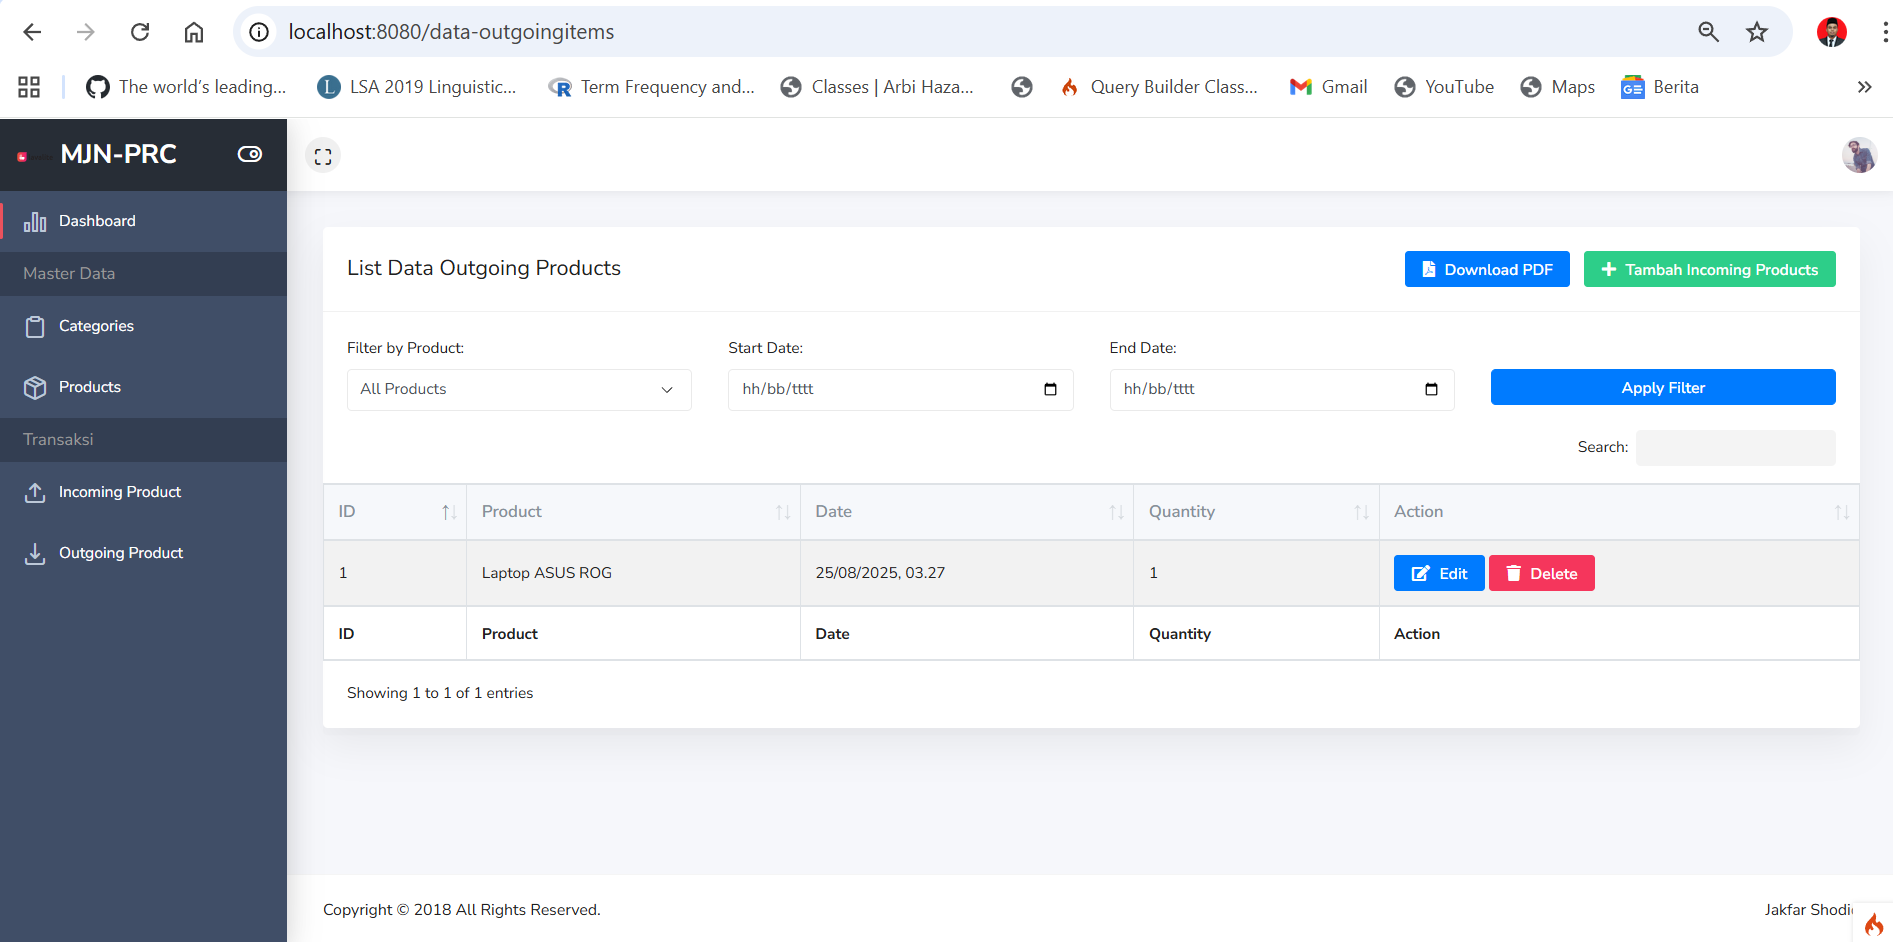 localhost:8080/data-outgoingitems
The world's leading... LSA 2019 Linguistic... Term Frequency and... Classes | Arbi Haza... Query Builder Class... Gmail YouTube Maps Berita
MJN-PRC
Dashboard
Master Data
Categories
Products
Transaksi
Incoming Product
Outgoing Product
List Data Outgoing Products
Download PDF
Tambah Incoming Products
Filter by Product:
All Products
Start Date:
hh/bb/tttt
End Date:
hh/bb/tttt
Apply Filter
Search:
ID Product Date Quantity Action
1 Laptop ASUS ROG 25/08/2025, 03.27 1 Edit Delete
ID Product Date Quantity Action
Showing 1 to 1 of 1 entries
Copyright © 2018 All Rights Reserved.
Jakfar